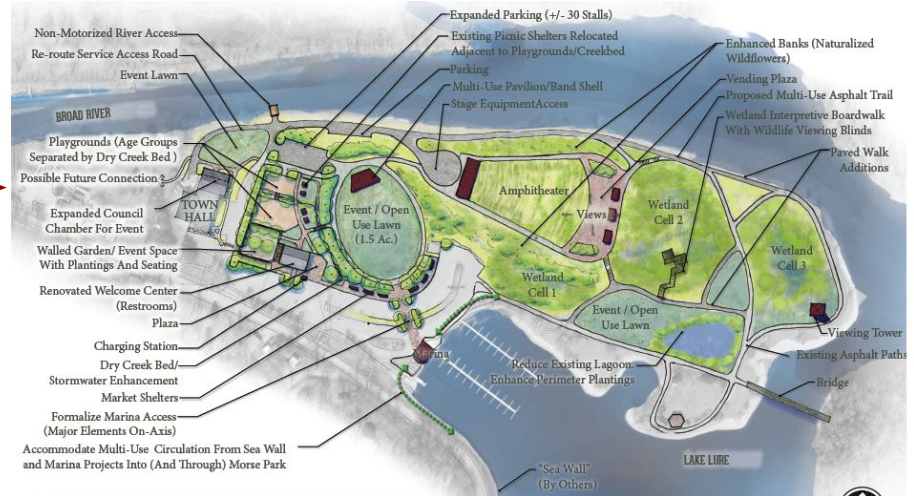 Non-Motorized River Access
Re-route Service Access Road
Event Lawn
BROAD RIVER
Playgrounds (Age Groups
Separated by Dry Creek Bed )
Possible Future Connection
TOWN
HALL
Expanded Council
Chamber For Event
Walled Garden/ Event Space
With Plantings And Seating
Renovated Welcome Center
(Restrooms)
Plaza
Charging Station
Dry Creek Bed/
Stormwater Enhancement
Market Shelters
Formalize Marina Access
(Major Elements On-Axis)
Accommodate Multi-Use Circulation From Sea Wall
and Marina Projects Into (And Through) Morse Park
Expanded Parking (+/- 30 Stalls)
Existing Picnic Shelters Relocated
Adjacent to Playgrounds/Creekbed
Parking
Multi-Use Pavilion/Band Shell
Stage EquipmentAccess
Event / Open
Use Lawn
(1.5 Ac.)
Amphitheater
Views
Wetland
Cell 1
Wetland
Cell 2
Wetland
Cell 3
Event / Open
Use Lawn
Marina
Reduce Existing Lagoon
Enhance Perimeter Plantings
"Sea Wall"
(By Others)
LAKE LURE
Enhanced Banks (Naturalized
Wildflowers)
Vending Plaza
Proposed Multi-Use Asphalt Trail
Wetland Interpretive Boardwalk
With Wildlife Viewing Blinds
Paved Walk
Additions
Viewing Tower
Existing Asphalt Paths
Bridge